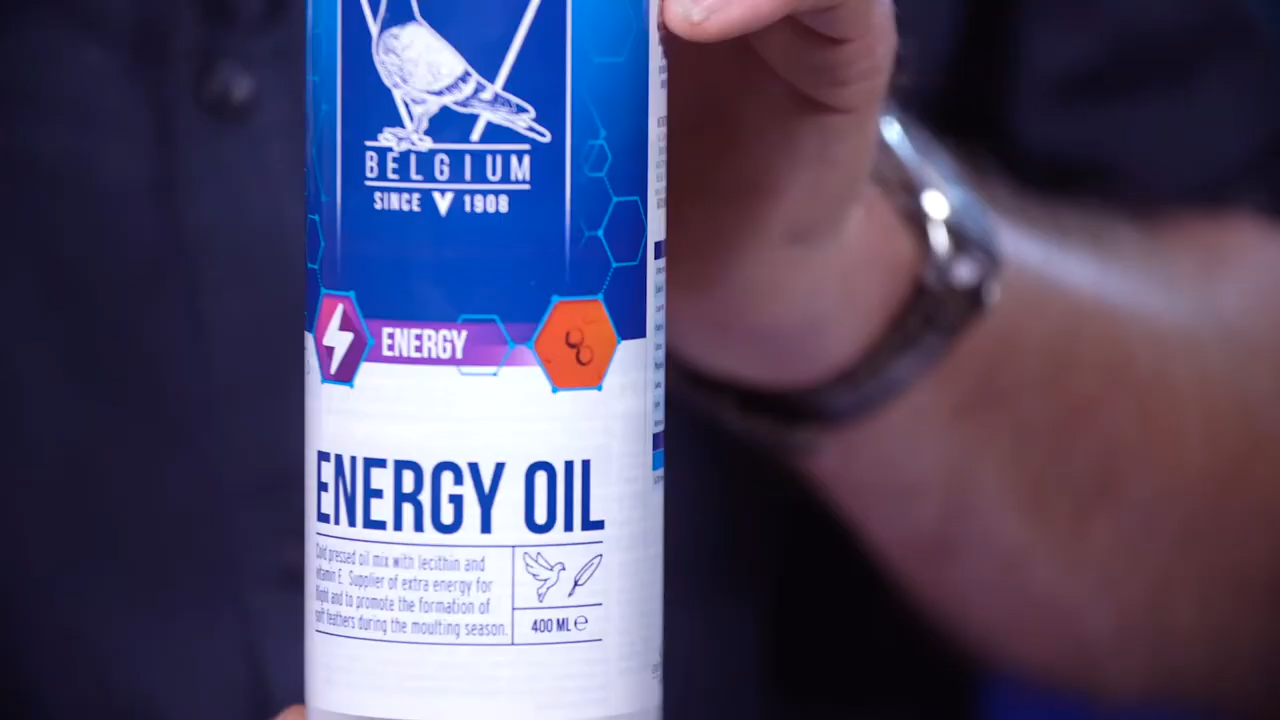 BELGIUM
SINCE 1908
ENERGY
ENERGY OIL
Cold pressed oil mix with lecithin and
vitamin E. Supplier of extra energy for
flight and to promote the formation of
soft feathers during the moulting season.
400 ML ℮